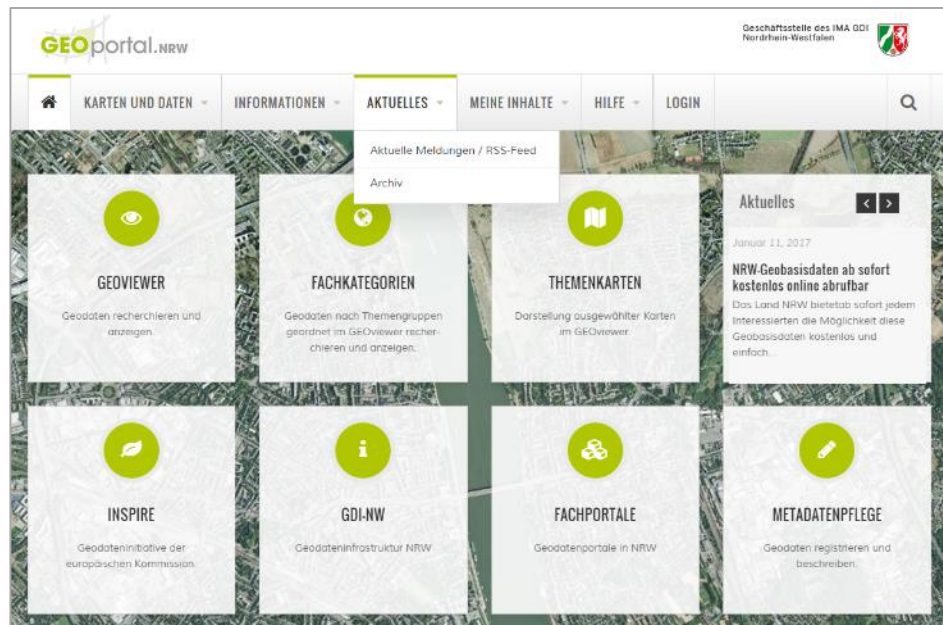 GEOportal.NRW
Geschäftsstelle des IMA GDI
Nordrhein-Westfalen
KARTEN UND DATEN
INFORMATIONEN
AKTUELLES
MEINE INHALTE
HILFE
LOGIN
Aktuelle Meldungen / RSS-Feed
Archiv
GEOVIEWER
Geodaten recherchieren und
anzeigen.
FACHKATEGORIEN
Geodaten nach Themengruppen
geordnet im GEOviewer recher-
chieren und anzeigen.
THEMENKARTEN
Darstellung ausgewählter Karten
im GEOviewer.
Aktuelles
Januar 11, 2017
NRW-Geobasisdaten ab sofort
kostenlos online abrufbar
Das Land NRW bietetab sofort jedem
Interessierten die Möglichkeit diese
Geobasisdaten kostenlos und
einfach...
INSPIRE
Geodateninitiative der
europäischen Kommission.
GDI-NW
Geodateninfrastruktur NRW
FACHPORTALE
Geodatenportale in NRW
METADATENPFLEGE
Geodaten registrieren und
beschreiben.